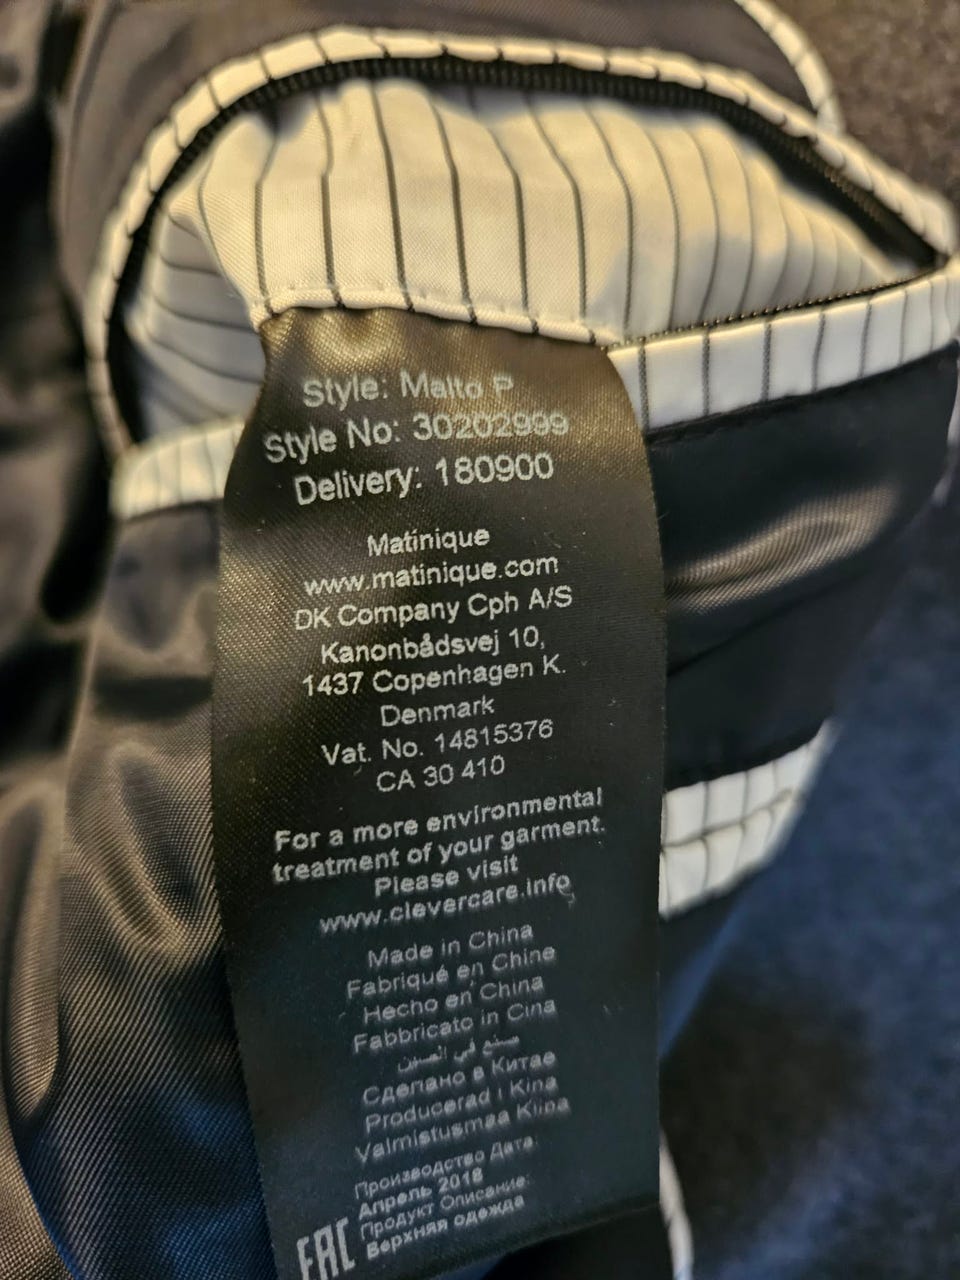 Style: Malto P
Style No: 30202999
Delivery: 180900
Matinique
www.matinique.com
DK Company Cph A/S
Kanonbådsvej 10,
1437 Copenhagen K.
Denmark
Vat. No. 14815376
CA 30 410
For a more environmental
treatment of your garment.
Please visit
www.clevercare.info
Made in China
Fabriqué en Chine
Hecho en China
Fabbricato in Cina
صنع في الصين
Сделано в Китае
Producerad i Kina
Valmistusmaa Kiina
Производство Дата:
Апрель 2018
Продукт Описание:
Верхняя одежда
EAC